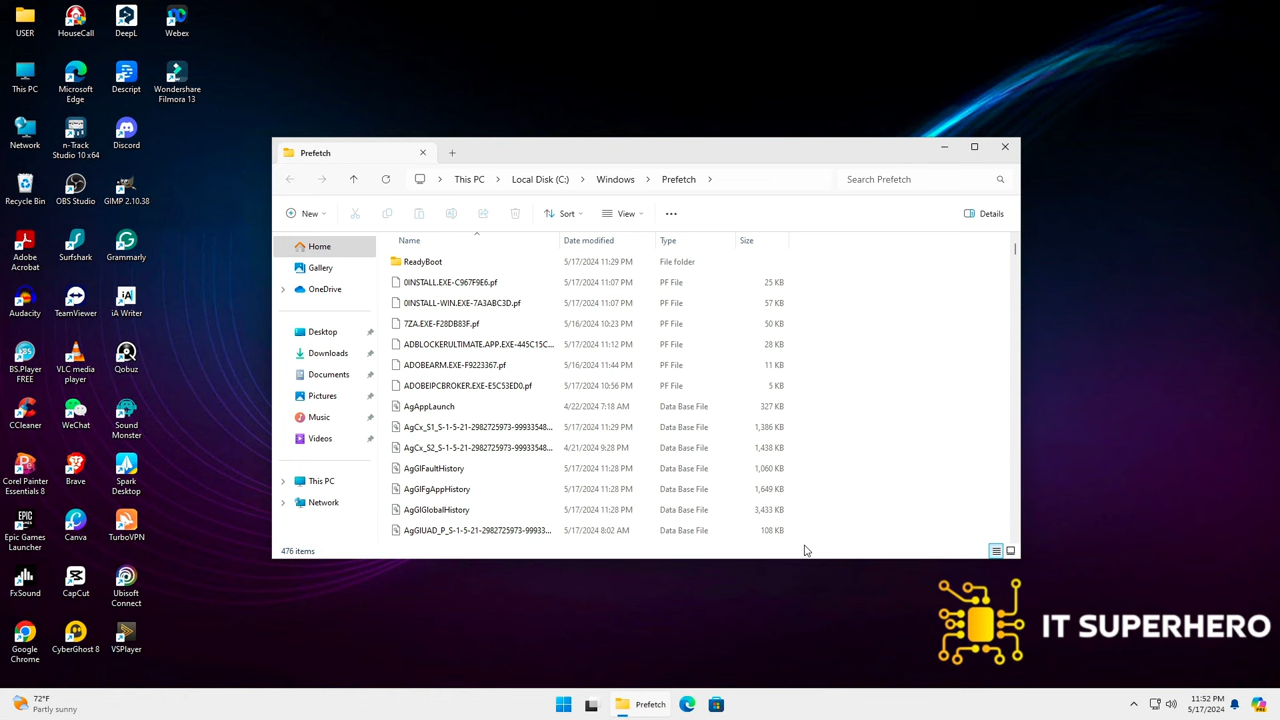 USER
HouseCall
DeepL
Webex
This PC
Microsoft
Edge
Descript
Wondershare
Filmora 13
Network
n-Track
Studio 10 x64
Discord
Recycle Bin
OBS Studio
GIMP 2.10.38
Adobe
Acrobat
Surfshark
Grammarly
Audacity
TeamViewer
iA Writer
BS.Player
FREE
VLC media
player
Qobuz
CCleaner
WeChat
Sound
Monster
Corel Painter
Essentials 8
Brave
Spark
Desktop
Epic Games
Launcher
Canva
TurboVPN
FxSound
CapCut
Ubisoft
Connect
Google
Chrome
CyberGhost 8
VSPlayer
Prefetch
This PC > Local Disk (C:) > Windows > Prefetch >
Search Prefetch
New
Sort
View
Details
Home
Gallery
OneDrive
Desktop
Downloads
Documents
Pictures
Music
Videos
This PC
Network
Name Date modified Type Size
ReadyBoot 5/17/2024 11:29 PM File folder
0INSTALL.EXE-C967F9E6.pf 5/17/2024 11:07 PM PF File 25 KB
0INSTALL-WIN.EXE-7A3ABC3D.pf 5/17/2024 11:07 PM PF File 57 KB
7ZA.EXE-F28DB83F.pf 5/16/2024 10:23 PM PF File 50 KB
ADBLOCKERULTIMATE.APP.EXE-445C15C... 5/17/2024 11:12 PM PF File 28 KB
ADOBEARM.EXE-F9223367.pf 5/16/2024 11:44 PM PF File 11 KB
ADOBEIPCBROKER.EXE-E5C53ED0.pf 5/17/2024 10:56 PM PF File 5 KB
AgAppLaunch 4/22/2024 7:18 AM Data Base File 327 KB
AgCx_S1_S-1-5-21-2982725973-99933548... 5/17/2024 11:29 PM Data Base File 1,386 KB
AgCx_S2_S-1-5-21-2982725973-99933548... 4/21/2024 9:28 PM Data Base File 1,438 KB
AgGlFaultHistory 5/17/2024 11:28 PM Data Base File 1,060 KB
AgGlFgAppHistory 5/17/2024 11:28 PM Data Base File 1,649 KB
AgGlGlobalHistory 5/17/2024 11:28 PM Data Base File 3,433 KB
AgGlUAD_P_S-1-5-21-2982725973-99933... 5/17/2024 8:02 AM Data Base File 108 KB
476 items
IT SUPERHERO
72°F
Partly sunny
Prefetch
11:52 PM
5/17/2024